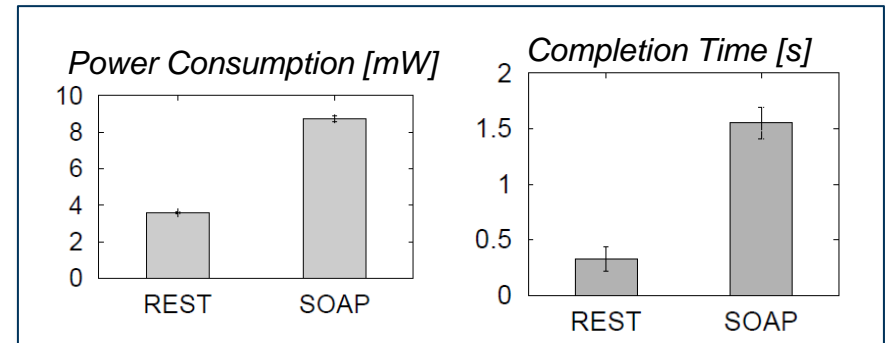 Power Consumption [mW]
10
8
6
4
2
0
REST SOAP
Completion Time [s]
2
1.5
1
0.5
0
REST SOAP